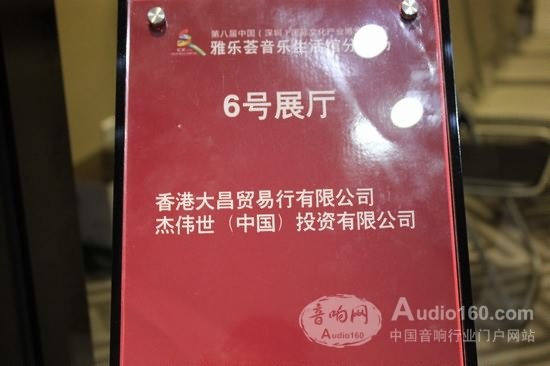 第八届中国（深圳）国际文化产业博
雅乐荟音乐生活馆分
6号展厅
香港大昌贸易行有限公司
杰伟世（中国）投资有限公司
音响网
Audio160
Audio160.com
中国音响行业门户网站